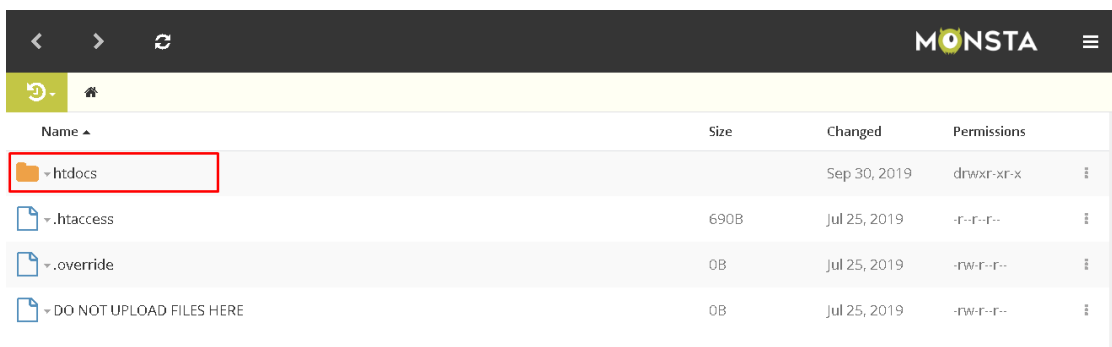 MONSTA
Name Size Changed Permissions
htdocs Sep 30, 2019 drwxr-xr-x
.htaccess 690B Jul 25, 2019 -r--r--r--
.override 0B Jul 25, 2019 -rw-r--r--
DO NOT UPLOAD FILES HERE 0B Jul 25, 2019 -rw-r--r--